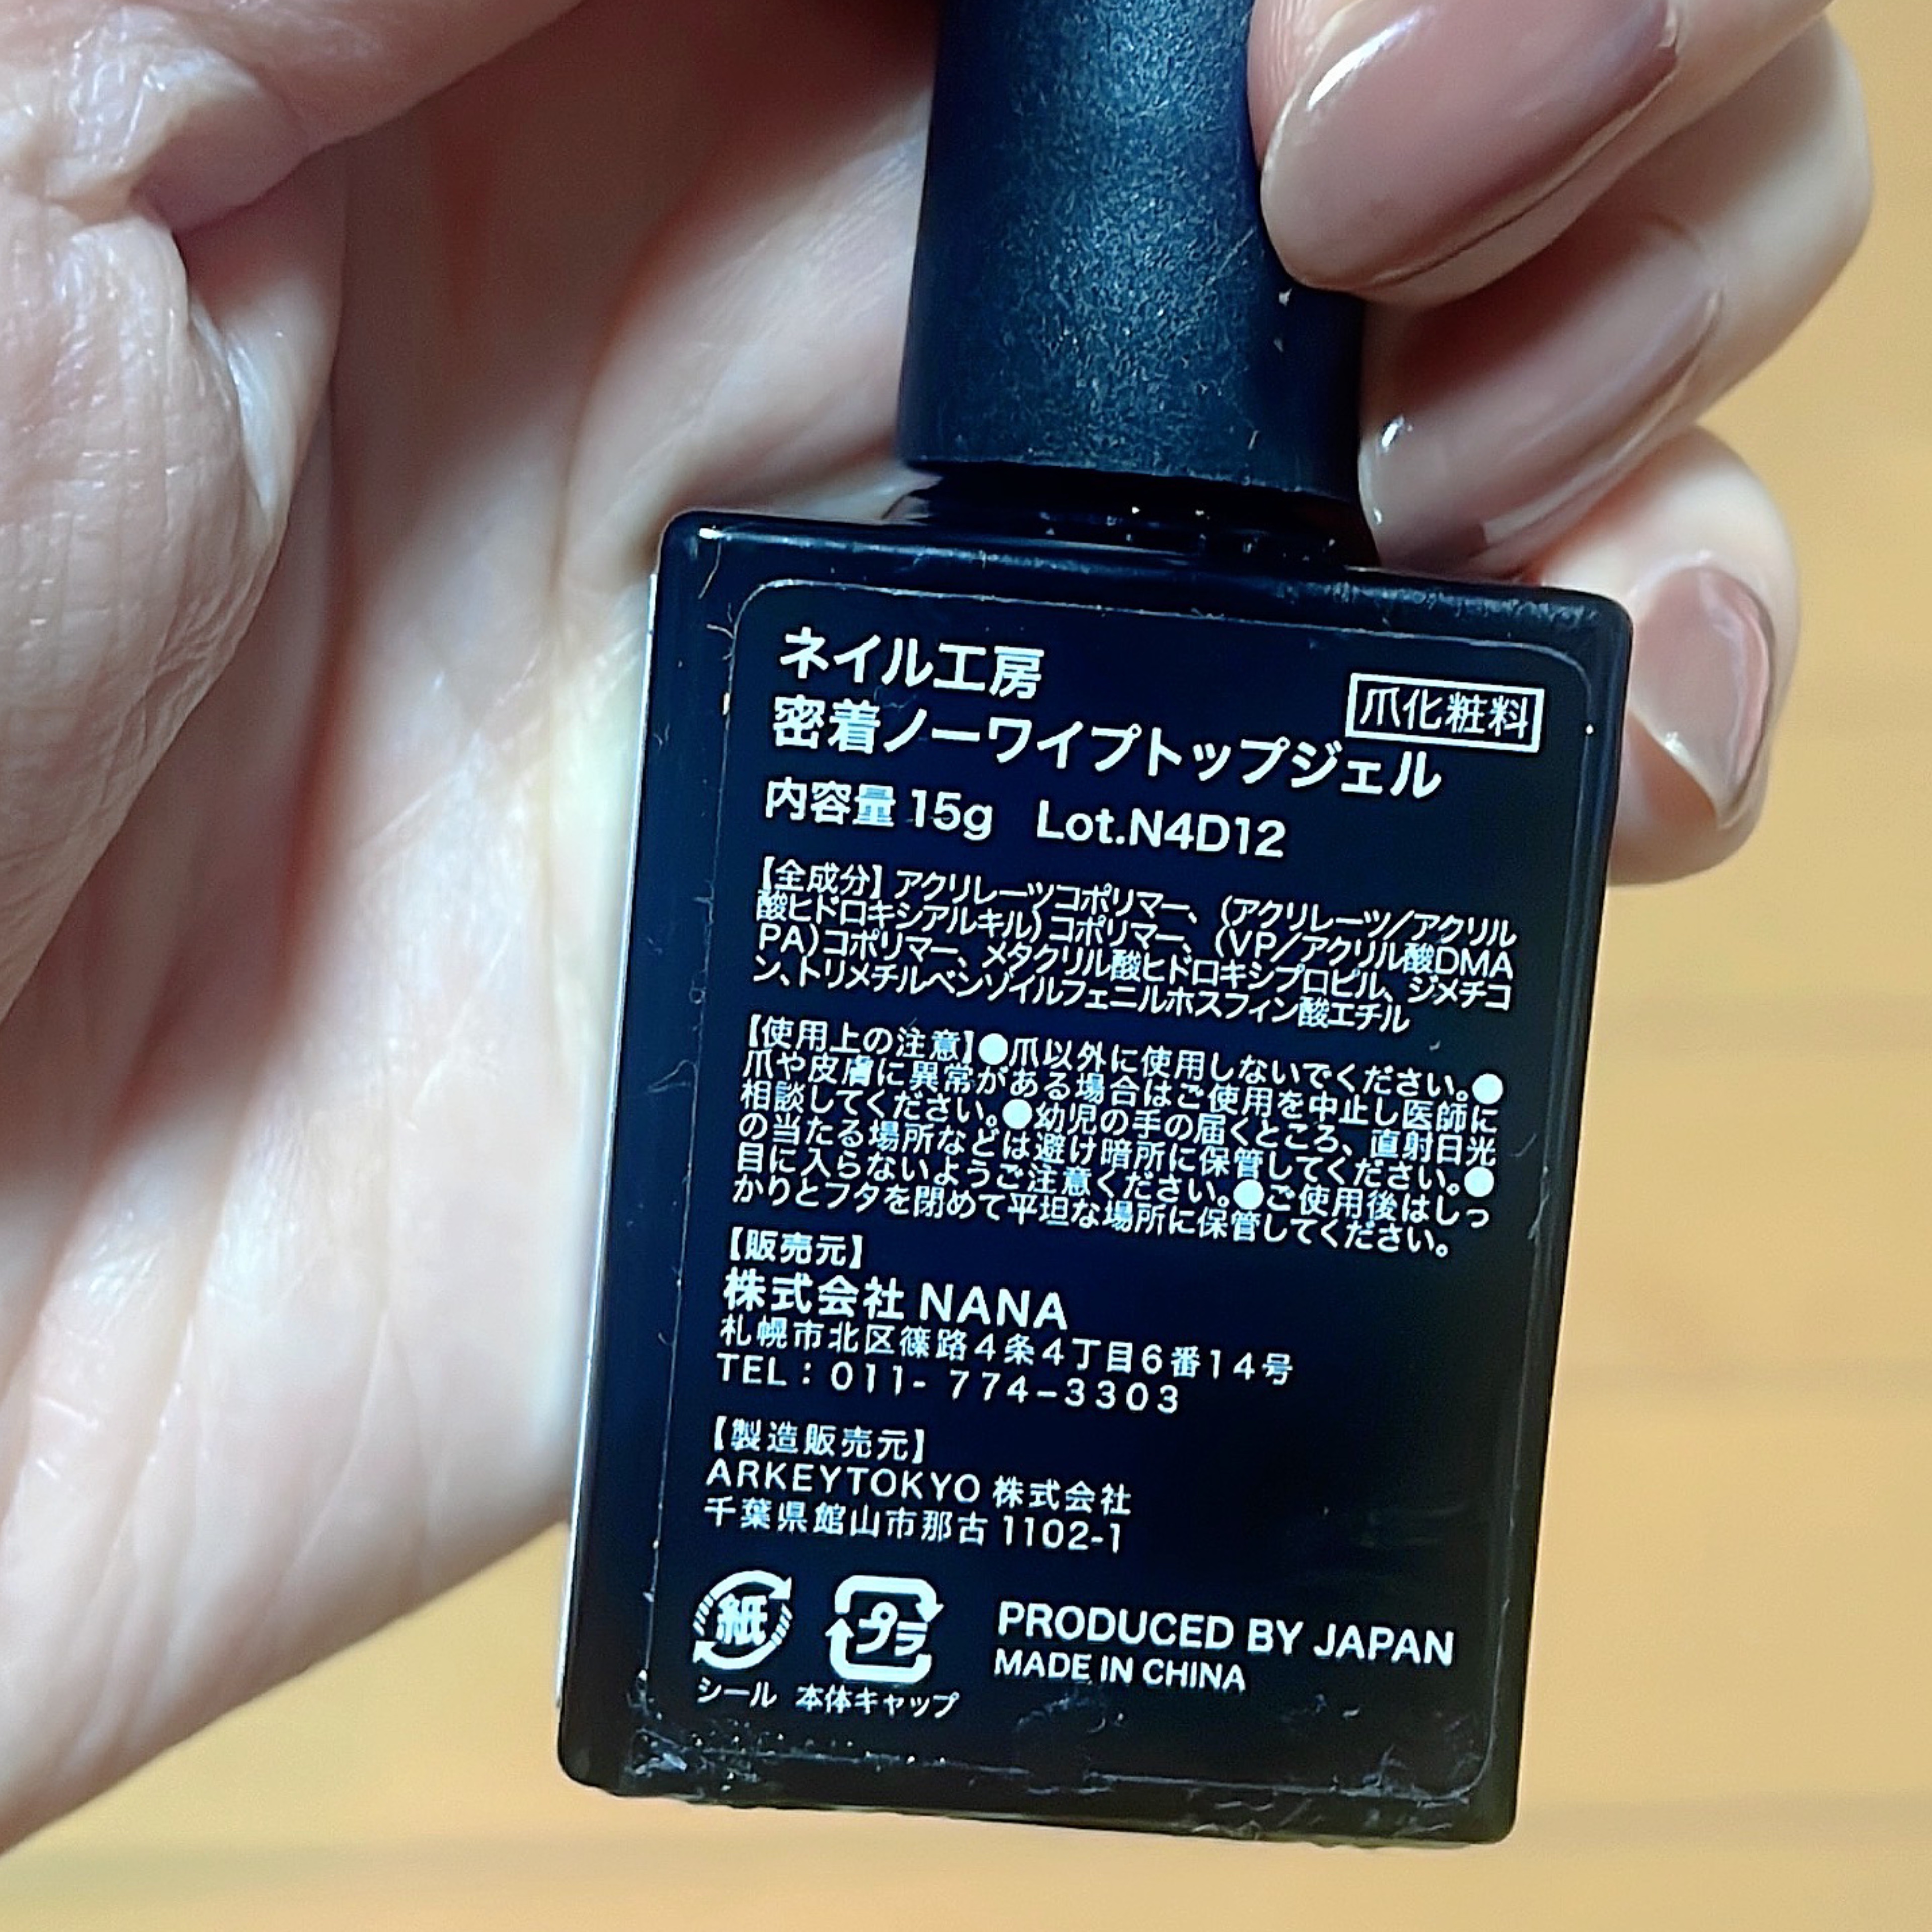 ネイル工房
爪化粧料
密着ノーワイプトップジェル
内容量 15g Lot.N4D12
【全成分】アクリレーツコポリマー、(アクリレーツ/アクリル
酸ヒドロキシアルキル)コポリマー、(VP/アクリル酸DMA
PA)コポリマー、メタクリル酸ヒドロキシプロピル、ジメチコ
ン、トリメチルベンゾイルフェニルホスフィン酸エチル
【使用上の注意】●爪以外に使用しないでください。●
爪や皮膚に異常がある場合はご使用を中止し医師に
相談してください。●幼児の手の届くところ、直射日光
の当たる場所などは避け暗所に保管してください。●
目に入らないようご注意ください。●ご使用後はしっ
かりとフタを閉めて平坦な場所に保管してください。
【販売元】
株式会社 NANA
札幌市北区篠路4条4丁目6番14号
TEL：011- 774-3303
【製造販売元】
ARKEYTOKYO 株式会社
千葉県館山市那古 1102-1
紙 プラ
シール 本体キャップ
PRODUCED BY JAPAN
MADE IN CHINA